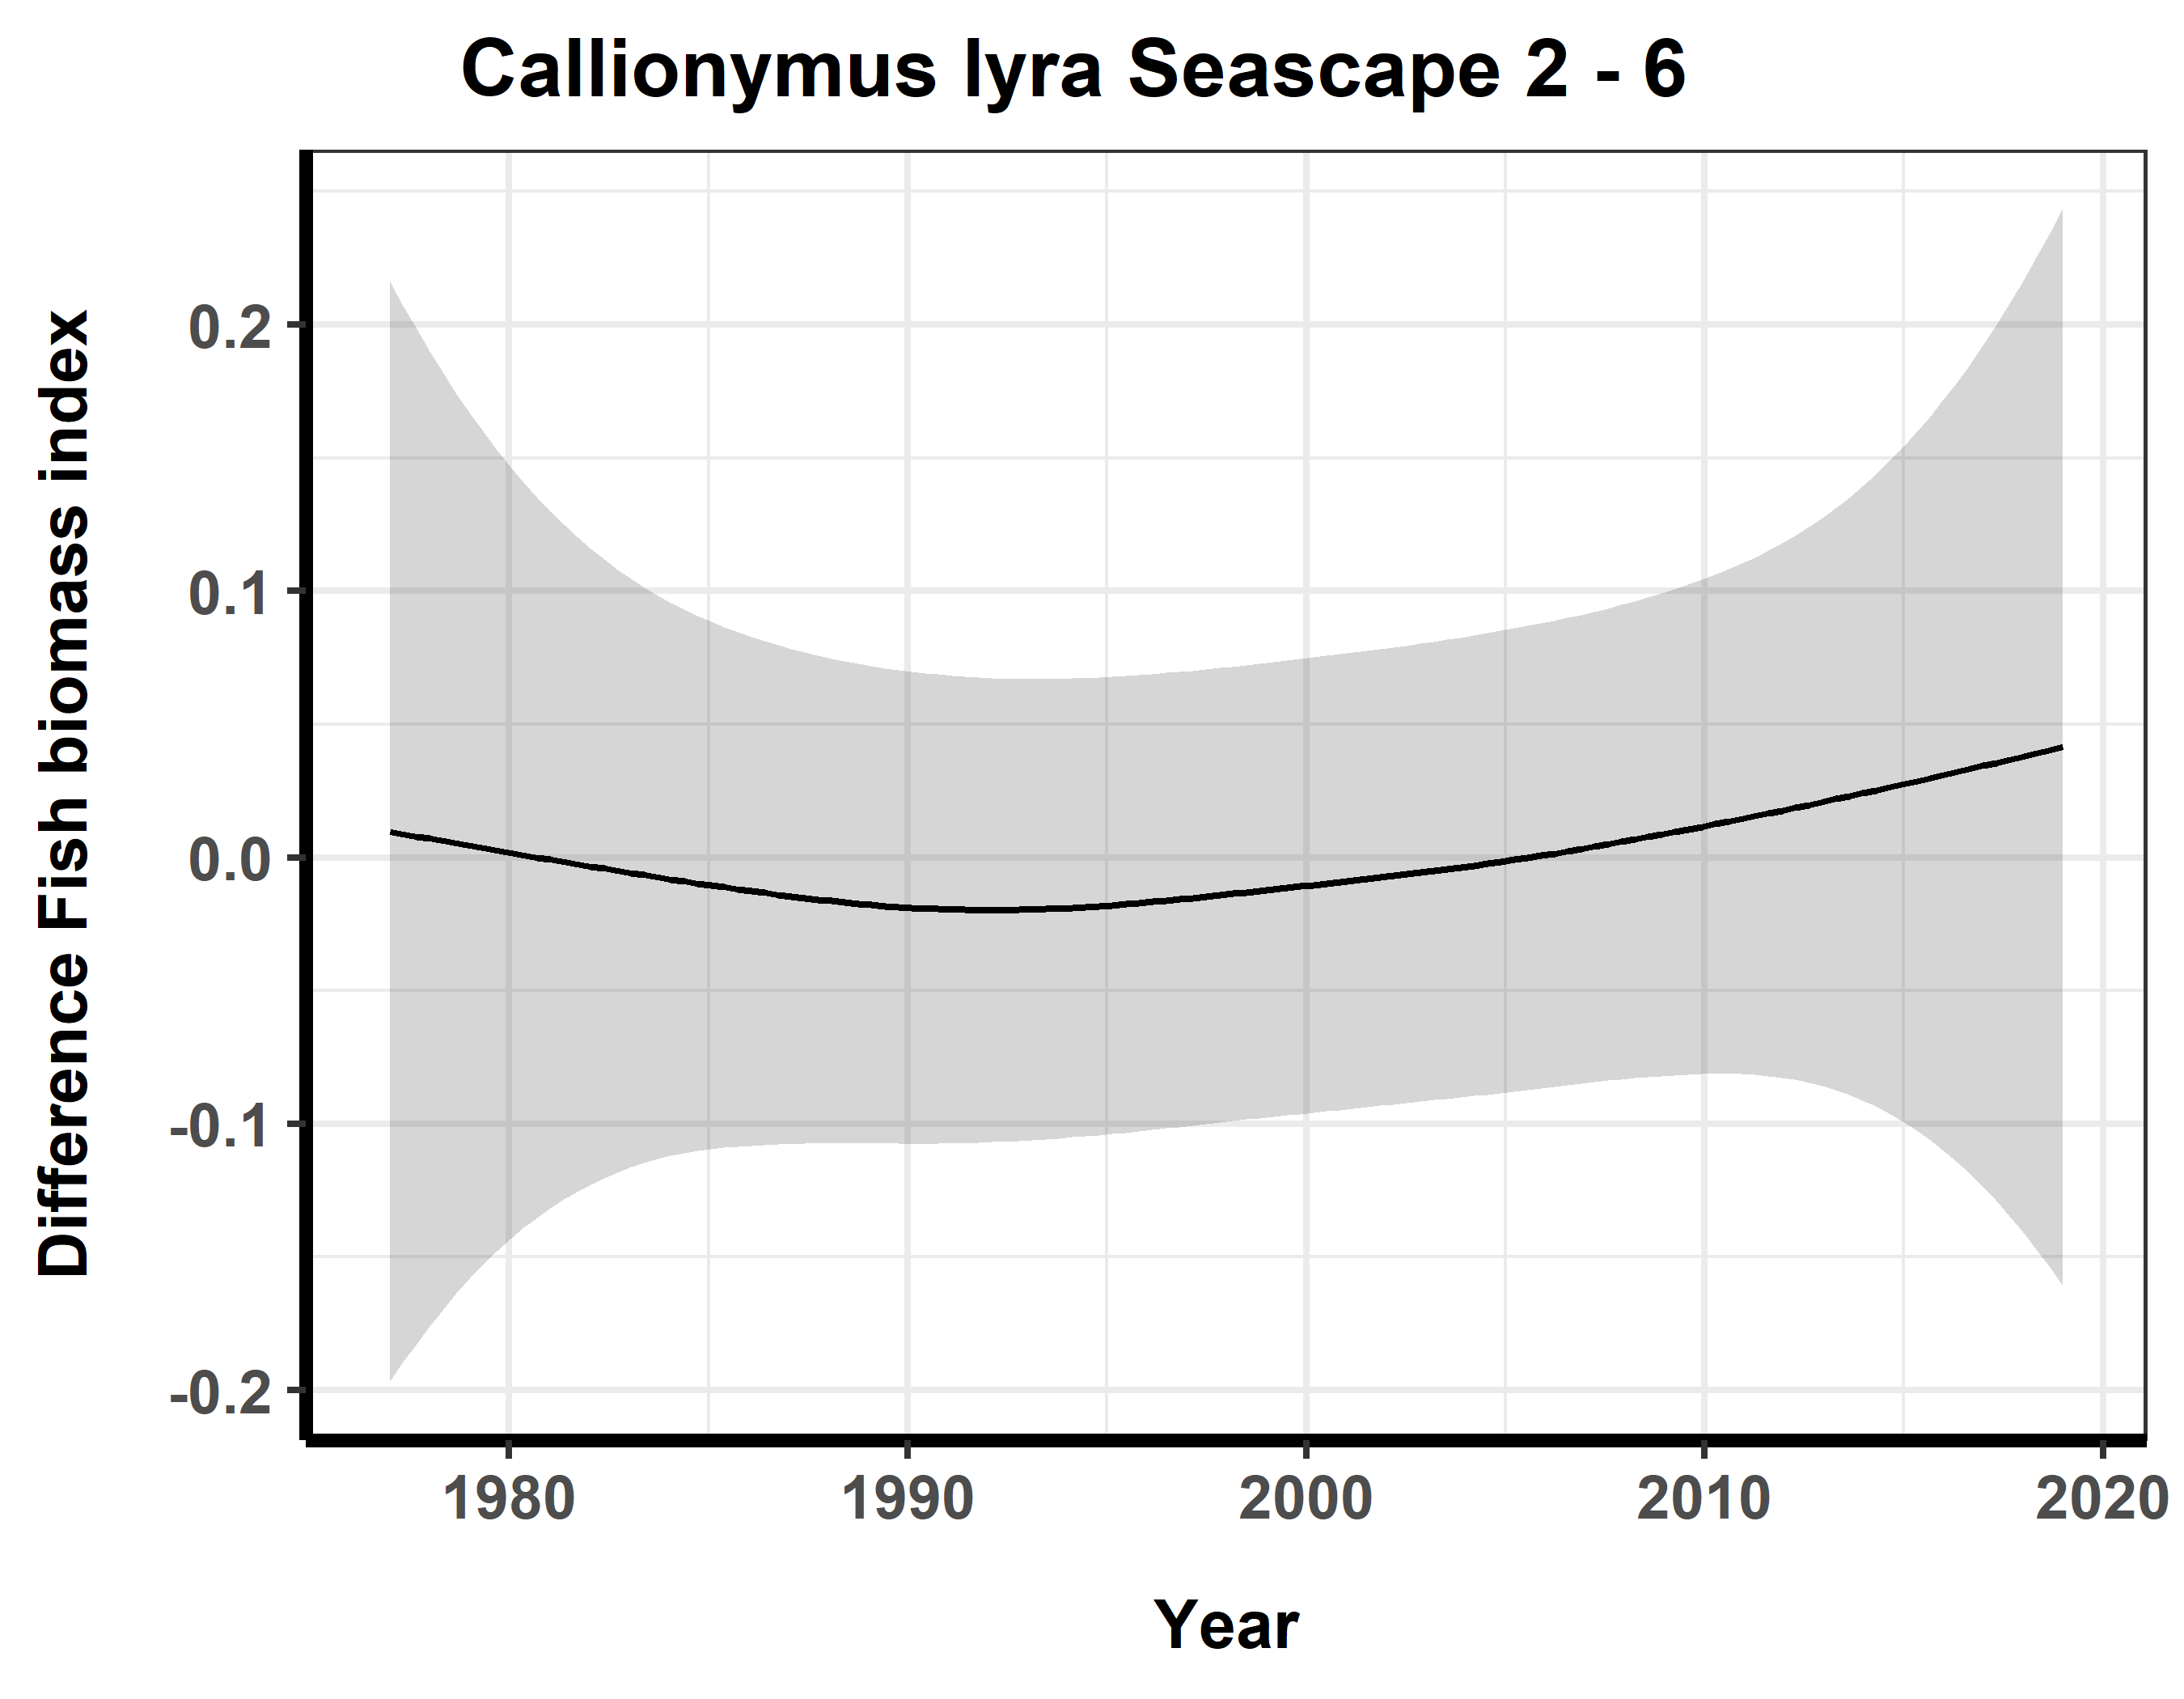 Callionymus lyra Seascape 2 - 6
Difference Fish biomass index
0.2
0.1
0.0
-0.1
-0.2
1980 1990 2000 2010 2020
Year